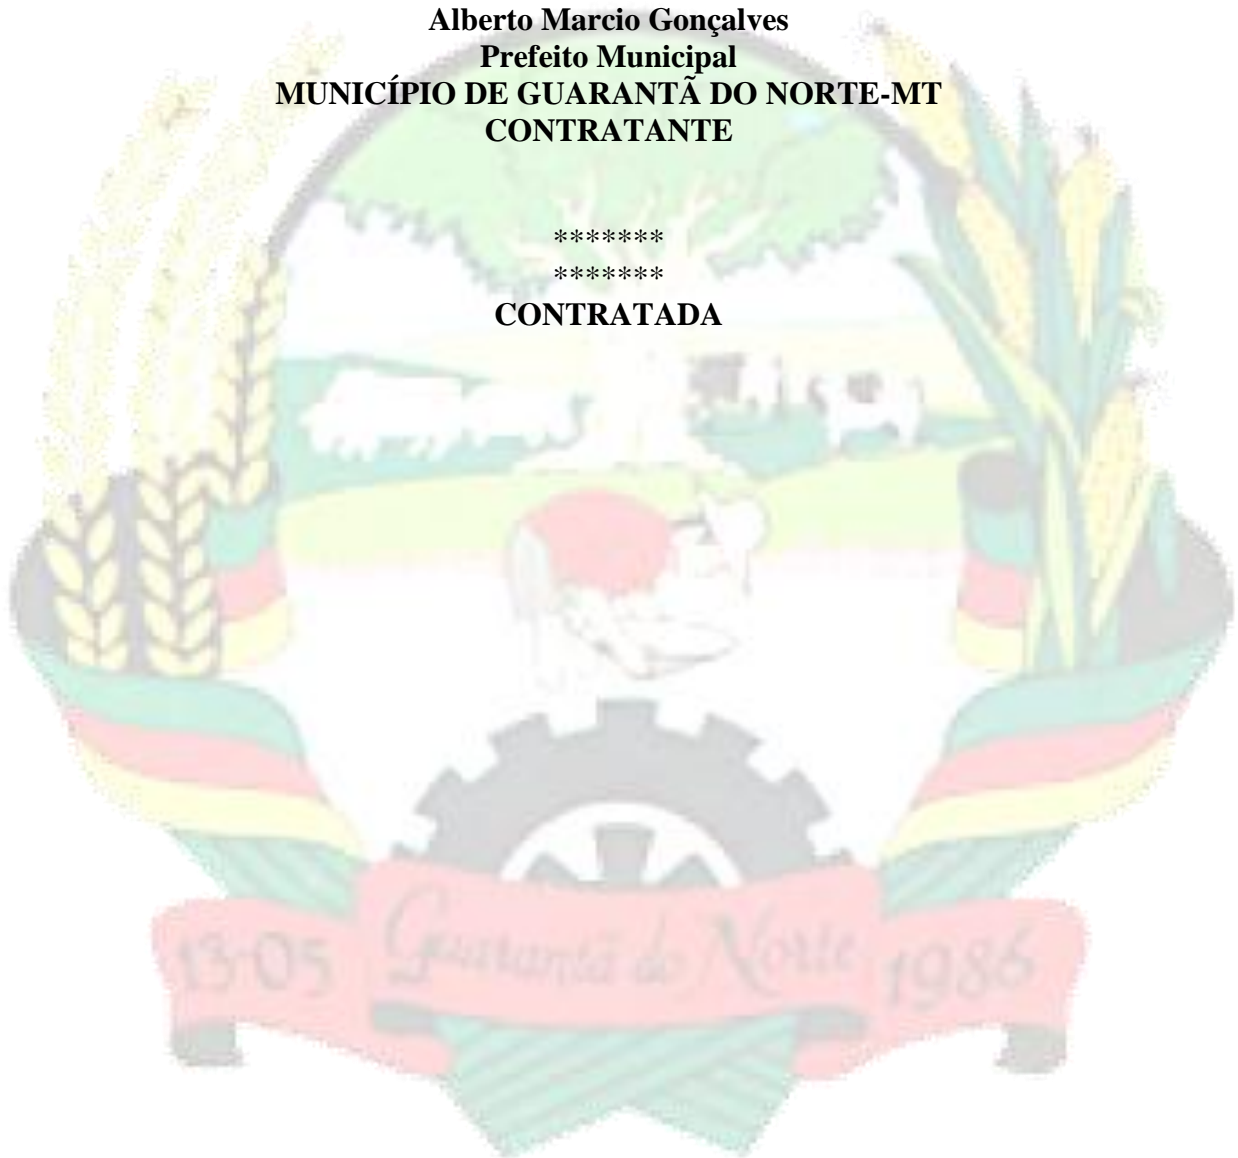 Alberto Marcio Gonçalves
Prefeito Municipal
MUNICÍPIO DE GUARANTÃ DO NORTE-MT
CONTRATANTE
*******
*******
CONTRATADA
13-05 Guarantã do Norte 1986